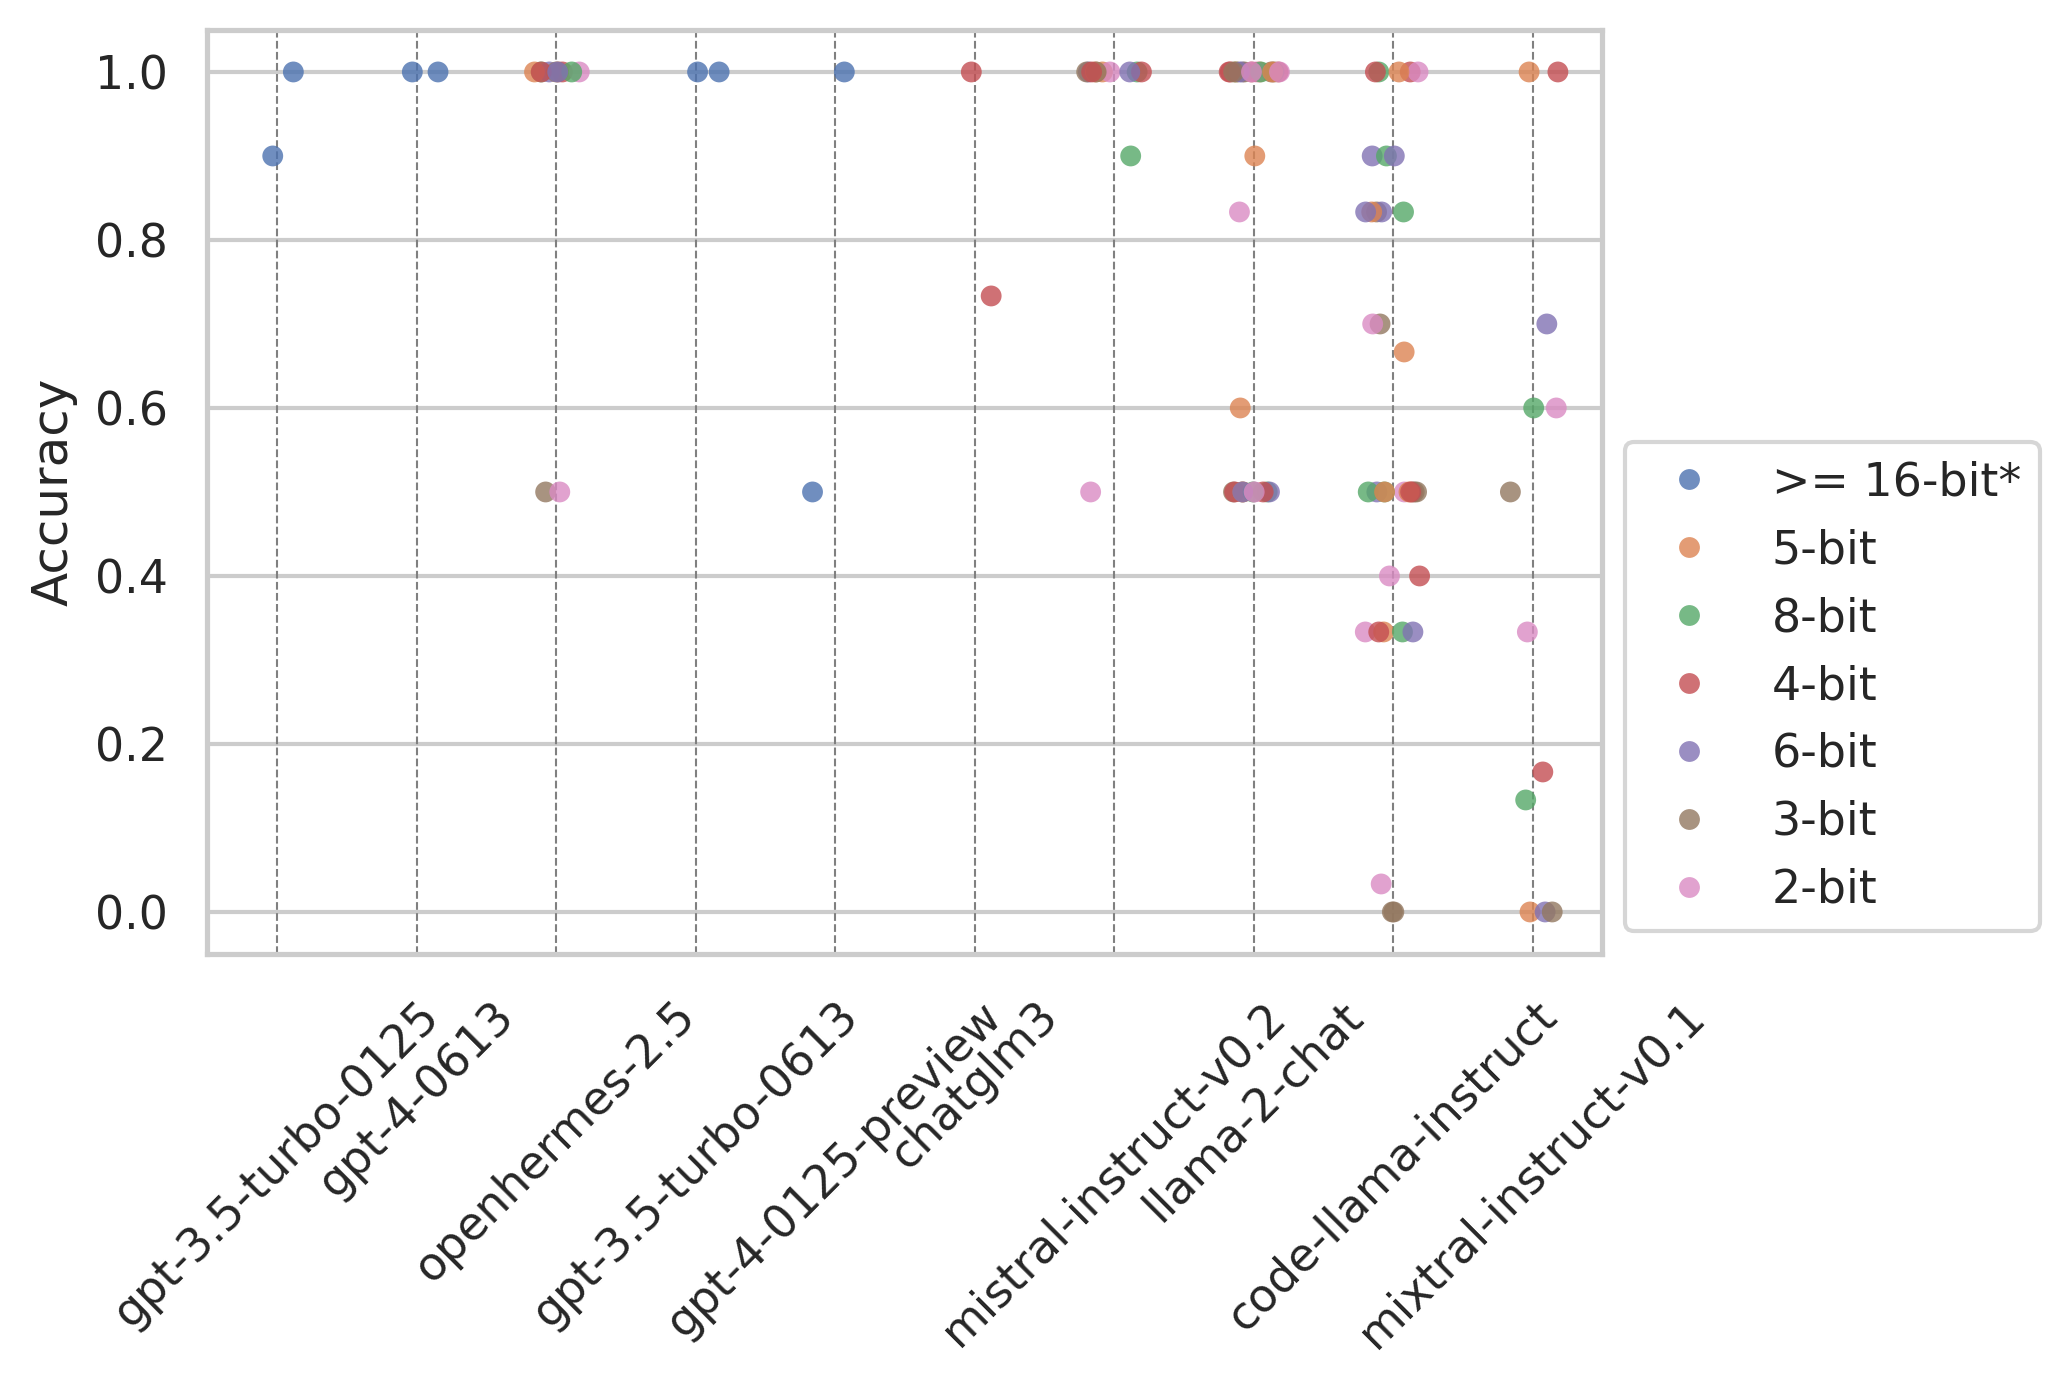 Accuracy
1.0
0.8
0.6
0.4
0.2
0.0
gpt-3.5-turbo-0125
gpt-4-0613
openhermes-2.5
gpt-3.5-turbo-0613
gpt-4-0125-preview
chatglm3
mistral-instruct-v0.2
llama-2-chat
code-llama-instruct
mixtral-instruct-v0.1
>= 16-bit*
5-bit
8-bit
4-bit
6-bit
3-bit
2-bit